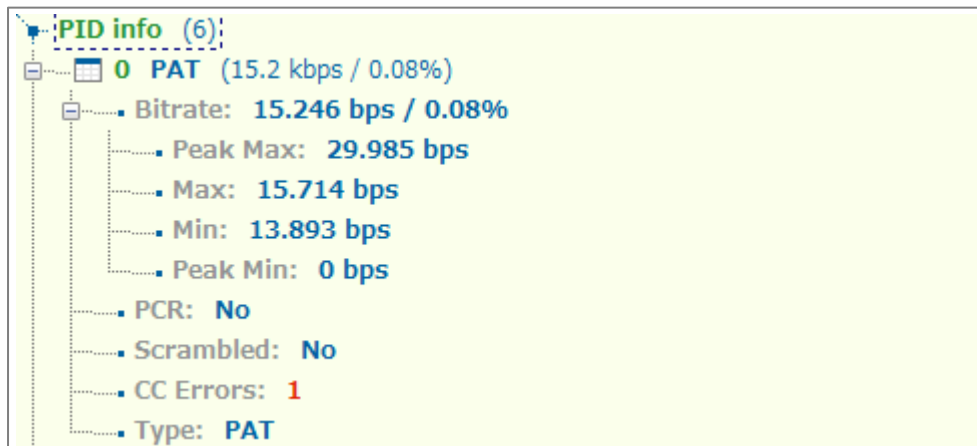 PID info (6)
0 PAT (15.2 kbps / 0.08%)
Bitrate: 15.246 bps / 0.08%
Peak Max: 29.985 bps
Max: 15.714 bps
Min: 13.893 bps
Peak Min: 0 bps
PCR: No
Scrambled: No
CC Errors: 1
Type: PAT